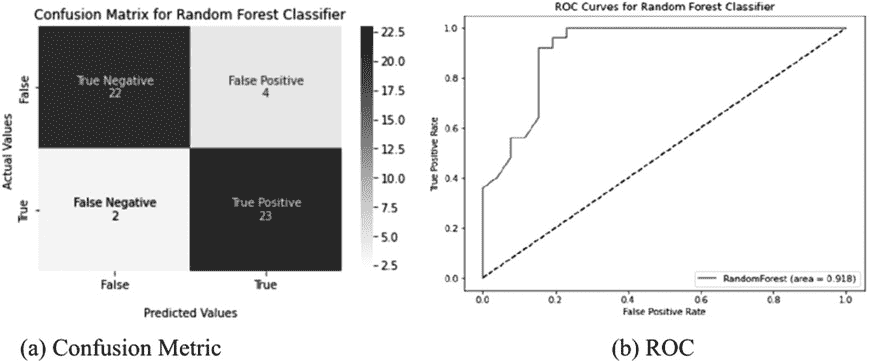 Confusion Matrix for Random Forest Classifier
Actual Values
False
True
True Negative
22
False Positive
4
False Negative
2
True Positive
23
False
True
Predicted Values
22.5
20.0
17.5
15.0
12.5
10.0
7.5
5.0
2.5
(a) Confusion Metric
ROC Curves for Random Forest Classifier
True Positive Rate
1.0
0.8
0.6
0.4
0.2
0.0
RandomForest (area = 0.918)
0.0
0.2
0.4
0.6
0.8
1.0
False Positive Rate
(b) ROC